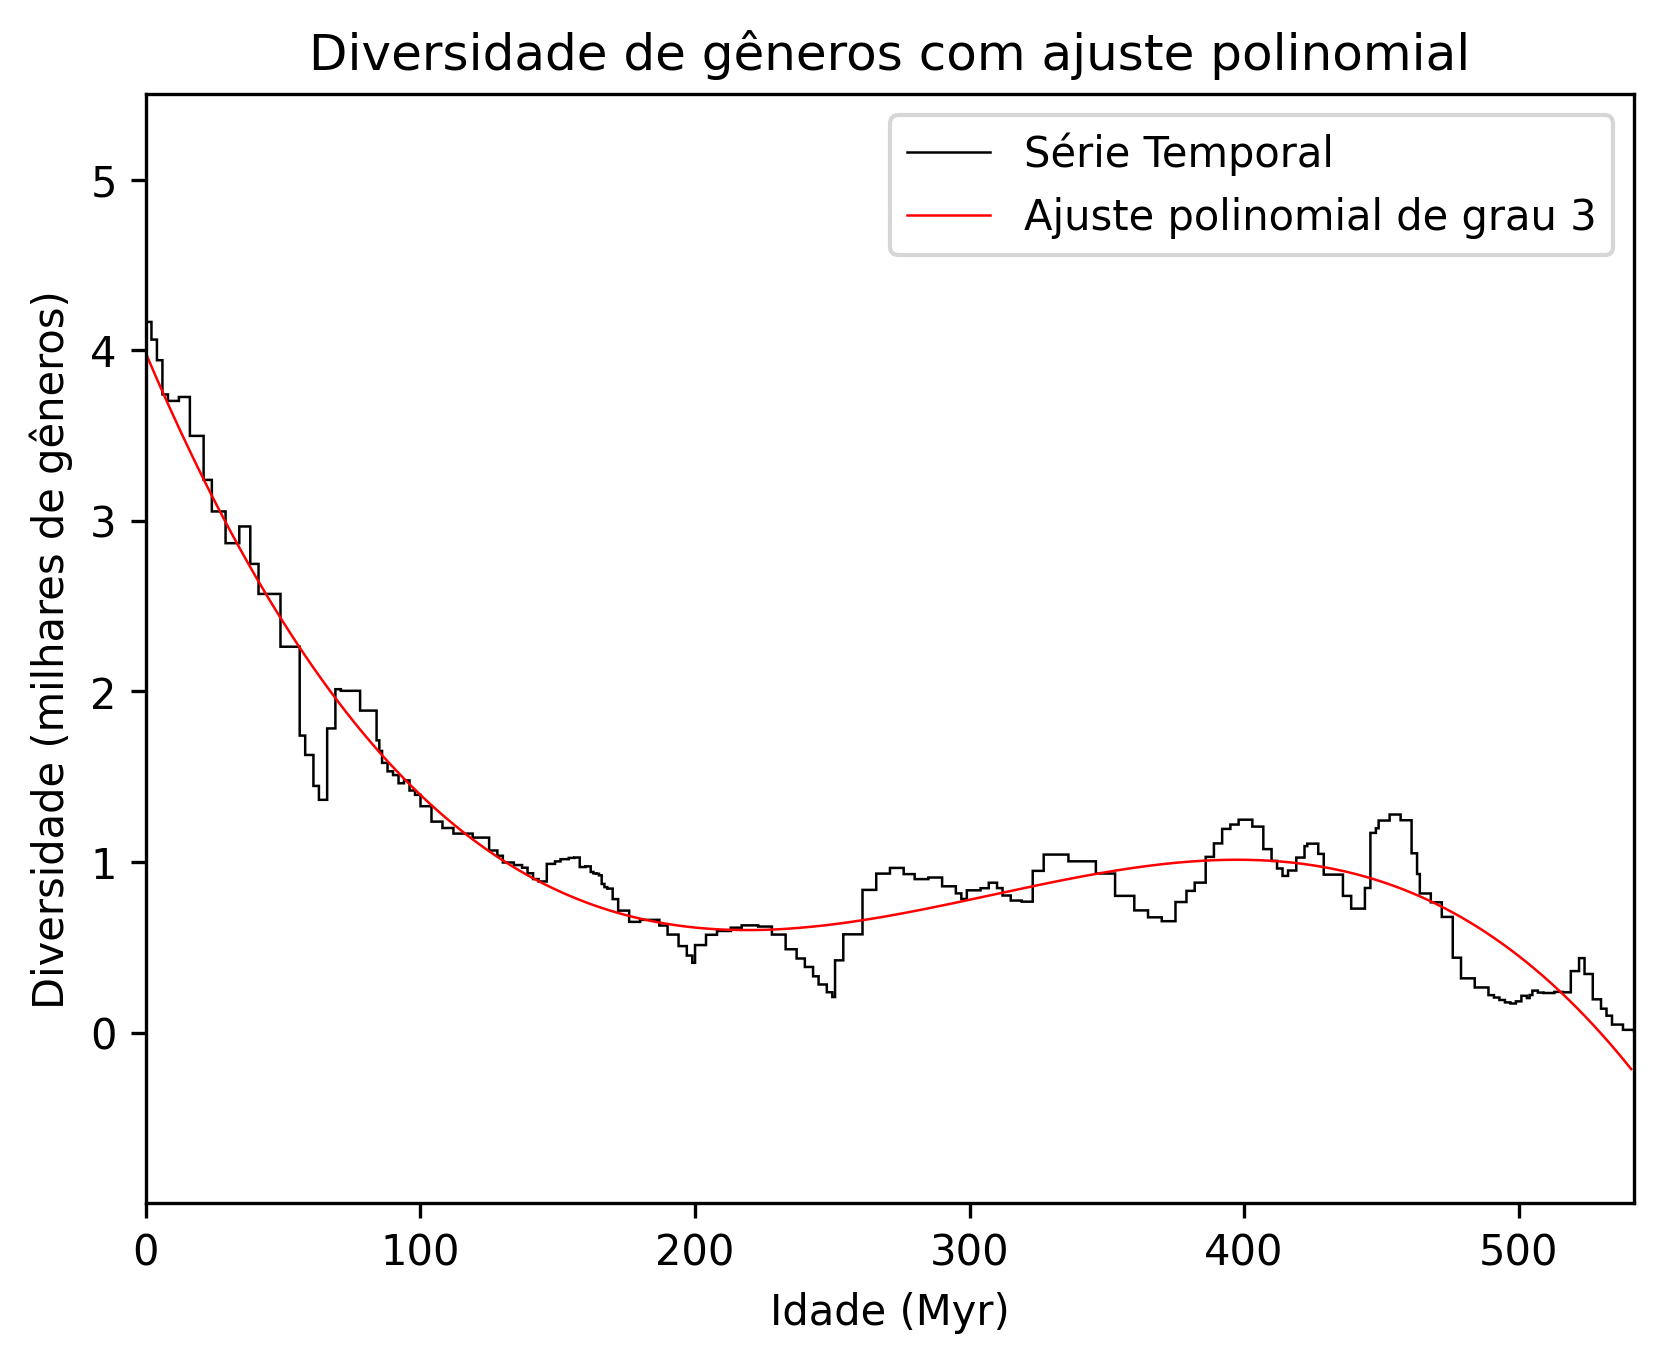 Diversidade de gêneros com ajuste polinomial
Série Temporal
Ajuste polinomial de grau 3
Diversidade (milhares de gêneros)
5
4
3
2
1
0
0 100 200 300 400 500
Idade (Myr)